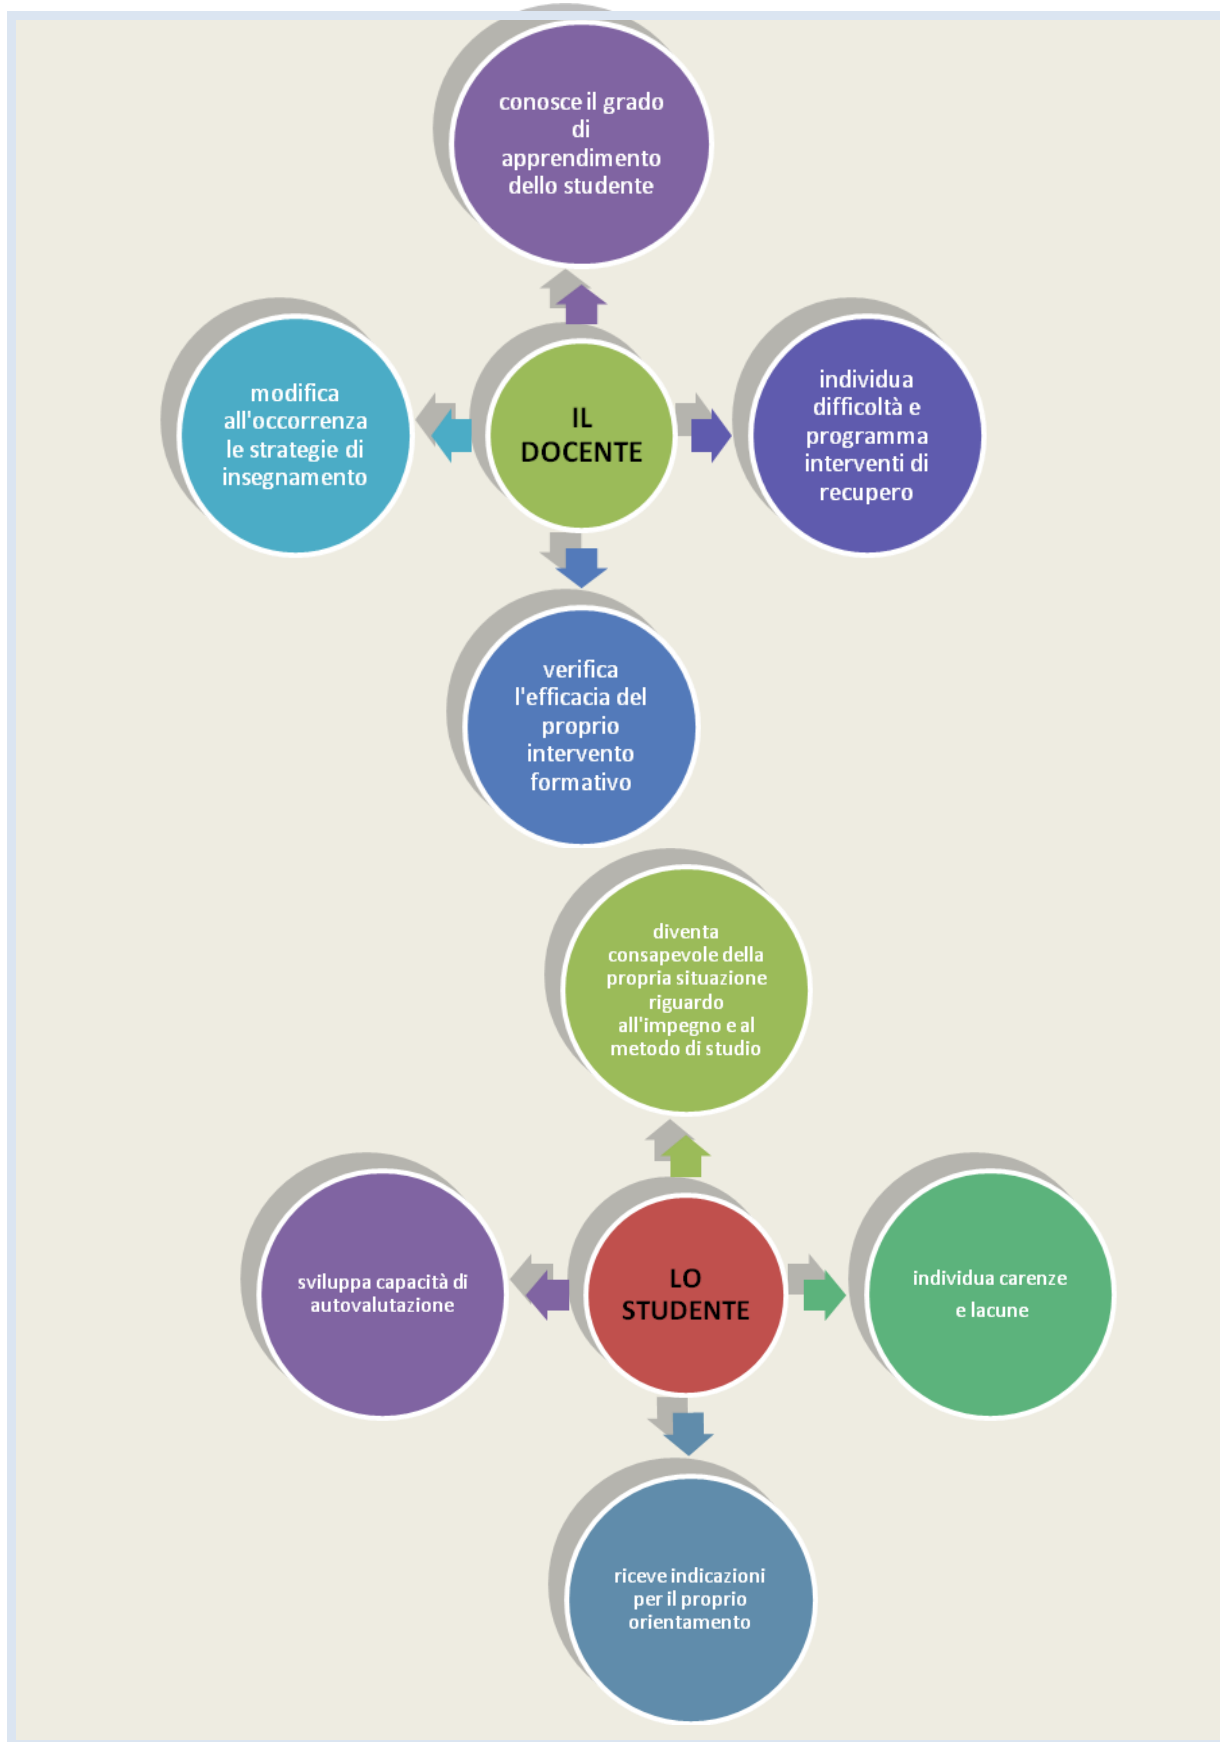 conosce il grado
di
apprendimento
dello studente
modifica
all'occorrenza
le strategie di
insegnamento
IL
DOCENTE
individua
difficoltà e
programma
interventi di
recupero
verifica
l'efficacia del
proprio
intervento
formativo
diventa
consapevole della
propria situazione
riguardo
all'impegno e al
metodo di studio
sviluppa capacità di
autovalutazione
LO
STUDENTE
individua carenze
e lacune
riceve indicazioni
per il proprio
orientamento